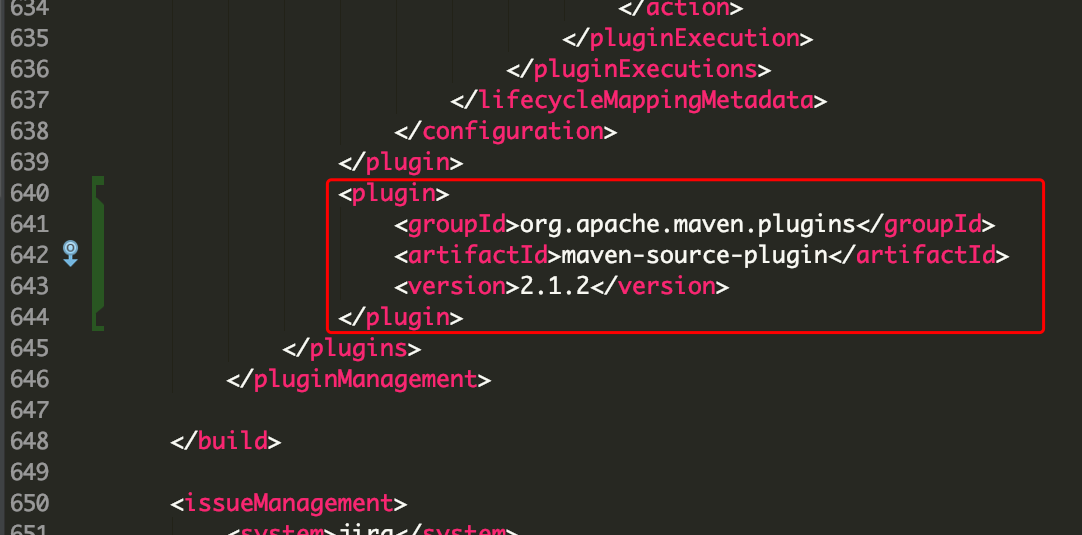 634 </action>
635 </pluginExecution>
636 </pluginExecutions>
637 </lifecycleMappingMetadata>
638 </configuration>
639 </plugin>
640 <plugin>
641 <groupId>org.apache.maven.plugins</groupId>
642 <artifactId>maven-source-plugin</artifactId>
643 <version>2.1.2</version>
644 </plugin>
645 </plugins>
646 </pluginManagement>
647
648 </build>
649
650 <issueManagement>
651 <system>jira</system>